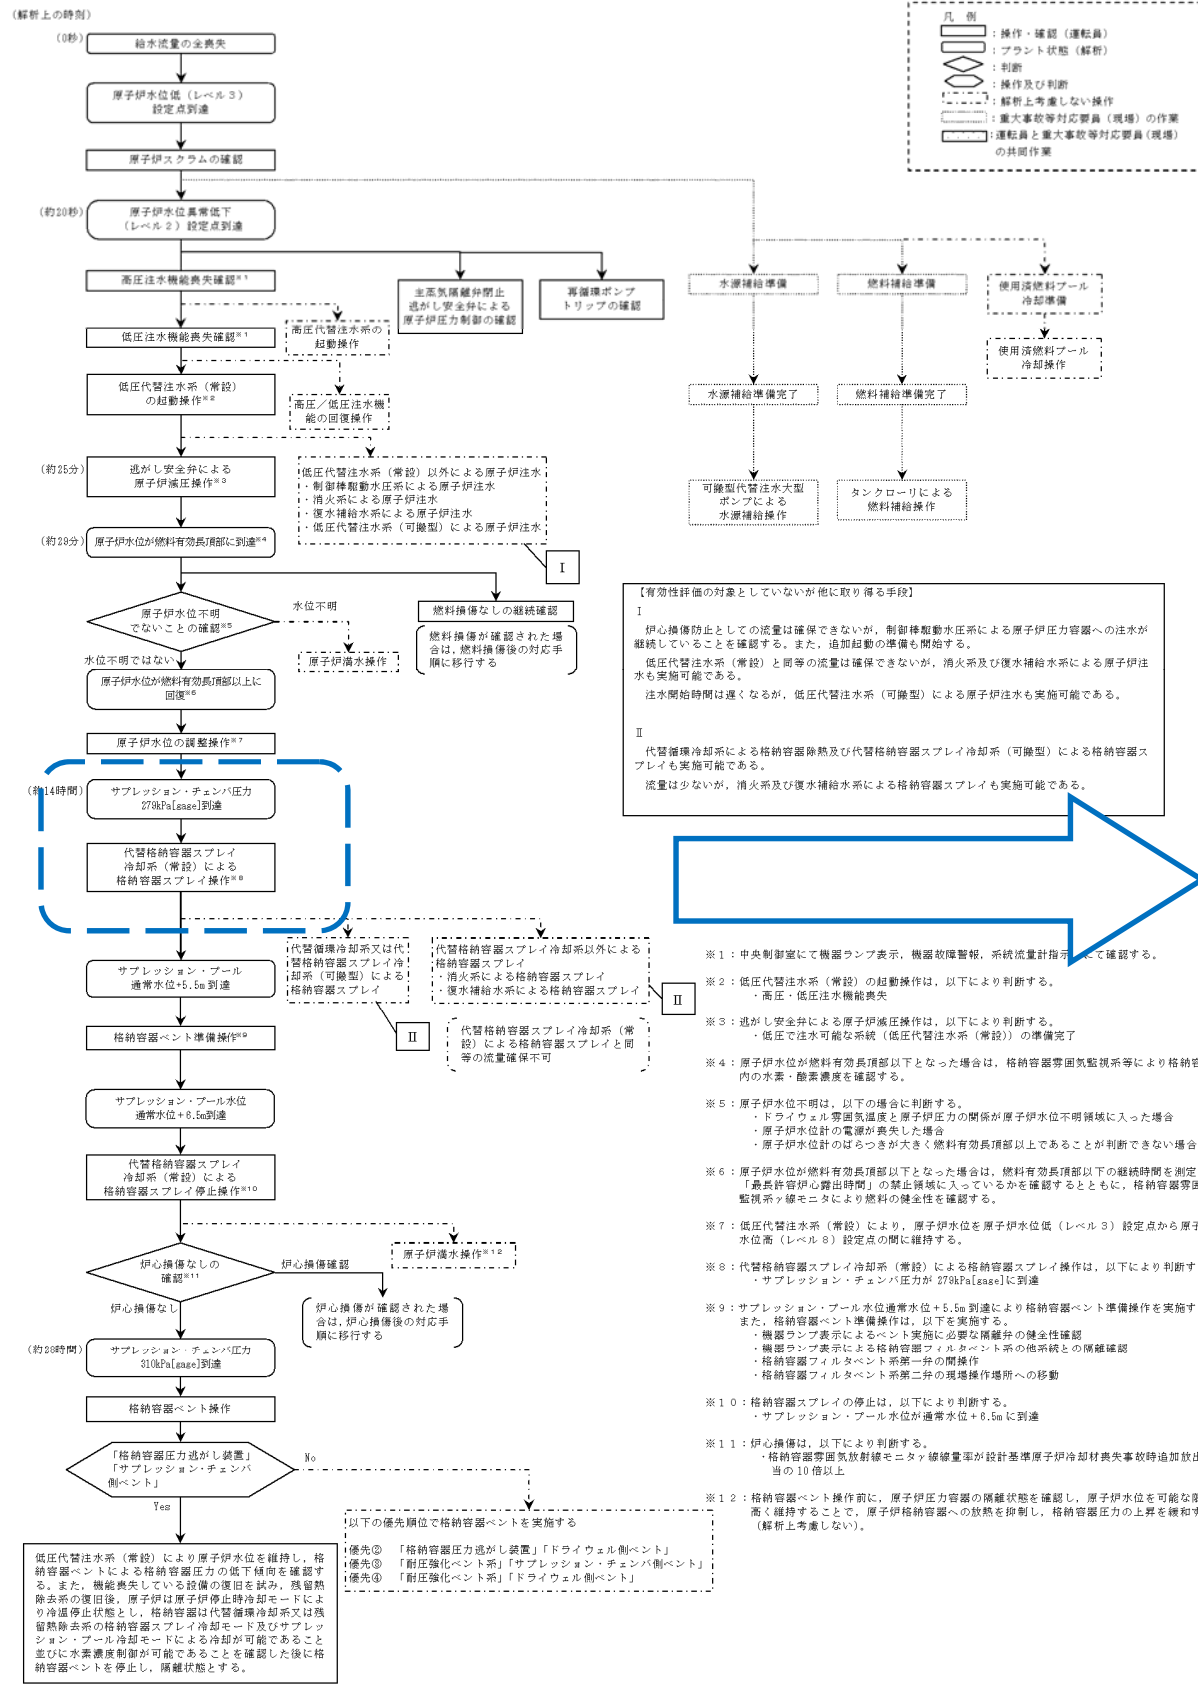 (解析上の時刻)
(0秒)
給水流量の全喪失
原子炉水位低（レベル3）
設定点到達
原子炉スクラムの確認
(約20秒)
原子炉水位異常低下
（レベル2）設定点到達
高圧注水機能喪失確認※1
主蒸気隔離弁閉止
逃がし安全弁による
原子炉圧力制御の確認
再循環ポンプ
トリップの確認
低圧注水機能喪失確認※1
高圧代替注水系の
起動操作
低圧代替注水系（常設）
の起動操作※2
高圧／低圧注水機
能の回復操作
(約25分)
逃がし安全弁による
原子炉減圧操作※3
低圧代替注水系（常設）以外による原子炉注水
・制御棒駆動水圧系による原子炉注水
・消火系による原子炉注水
・復水補給水系による原子炉注水
・低圧代替注水系（可搬型）による原子炉注水
Ⅰ
(約29分)
原子炉水位が燃料有効長頂部に到達※4
原子炉水位不明
でないことの確認※5
水位不明
原子炉満水操作
燃料損傷なしの継続確認
燃料損傷が確認された場
合は，燃料損傷後の対応手
順に移行する
水位不明ではない
原子炉水位が燃料有効長頂部以上に
回復※6
原子炉水位の調整操作※7
(約14時間)
サプレッション・チェンバ圧力
279kPa[gage]到達
代替格納容器スプレイ
冷却系（常設）による
格納容器スプレイ操作※8
代替循環冷却系又は代
替格納容器スプレイ冷
却系（可搬型）による
格納容器スプレイ
Ⅱ
代替格納容器スプレイ冷却系以外による
格納容器スプレイ
・消火系による格納容器スプレイ
・復水補給水系による格納容器スプレイ
Ⅱ
代替格納容器スプレイ冷却系（常
設）による格納容器スプレイと同
等の流量確保不可
サプレッション・プール
通常水位+5.5m到達
格納容器ベント準備操作※9
サプレッション・プール水位
通常水位＋6.5m到達
代替格納容器スプレイ
冷却系（常設）による
格納容器スプレイ停止操作※10
原子炉満水操作※12
炉心損傷なしの
確認※11
炉心損傷確認
炉心損傷が確認された場
合は，炉心損傷後の対応手
順に移行する
炉心損傷なし
(約28時間)
サプレッション・チェンバ圧力
310kPa[gage]到達
格納容器ベント操作
「格納容器圧力逃がし装置」
「サプレッション・チェンバ
側ベント」
No
Yes
以下の優先順位で格納容器ベントを実施する
優先② 「格納容器圧力逃がし装置」「ドライウェル側ベント」
優先③ 「耐圧強化ベント系」「サプレッション・チェンバ側ベント」
優先④ 「耐圧強化ベント系」「ドライウェル側ベント」
低圧代替注水系（常設）により原子炉水位を維持し，格
納容器ベントによる格納容器圧力の低下傾向を確認す
る。また，機能喪失している設備の復旧を試み，残留熱
除去系の復旧後，原子炉は原子炉停止時冷却モードによ
り冷温停止状態とし，格納容器は代替循環冷却系又は残
留熱除去系の格納容器スプレイ冷却モード及びサプレッ
ション・プール冷却モードによる冷却が可能であること
並びに水素濃度制御が可能であることを確認した後に格
納容器ベントを停止し，隔離状態とする。
凡 例
：操作・確認（運転員）
：プラント状態（解析）
：判断
：操作及び判断
：解析上考慮しない操作
：重大事故等対応要員（現場）の作業
：運転員と重大事故等対応要員（現場）
の共同作業
水源補給準備
燃料補給準備
使用済燃料プール
冷却準備
使用済燃料プール
冷却操作
水源補給準備完了
燃料補給準備完了
可搬型代替注水大型
ポンプによる
水源補給操作
タンクローリによる
燃料補給操作
【有効性評価の対象としていないが他に取り得る手段】
Ⅰ
炉心損傷防止としての流量は確保できないが，制御棒駆動水圧系による原子炉圧力容器への注水が
継続していることを確認する。また，追加起動の準備も開始する。
低圧代替注水系（常設）と同等の流量は確保できないが，消火系及び復水補給水系による原子炉注
水も実施可能である。
注水開始時間は遅くなるが，低圧代替注水系（可搬型）による原子炉注水も実施可能である。
Ⅱ
代替循環冷却系による格納容器除熱及び代替格納容器スプレイ冷却系（可搬型）による格納容器ス
プレイも実施可能である。
流量は少ないが，消火系及び復水補給水系による格納容器スプレイも実施可能である。
※1：中央制御室にて機器ランプ表示，機器故障警報，系統流量計指示 にて確認する。
※2：低圧代替注水系（常設）の起動操作は，以下により判断する。
・高圧・低圧注水機能喪失
※3：逃がし安全弁による原子炉減圧操作は，以下により判断する。
・低圧で注水可能な系統（低圧代替注水系（常設））の準備完了
※4：原子炉水位が燃料有効長頂部以下となった場合は，格納容器雰囲気監視系等により格納容
内の水素・酸素濃度を確認する。
※5：原子炉水位不明は，以下の場合に判断する。
・ドライウェル雰囲気温度と原子炉圧力の関係が原子炉水位不明領域に入った場合
・原子炉水位計の電源が喪失した場合
・原子炉水位計のばらつきが大きく燃料有効長頂部以上であることが判断できない場合
※6：原子炉水位が燃料有効長頂部以下となった場合は，燃料有効長頂部以下の継続時間を測定
「最長許容炉心露出時間」の禁止領域に入っているかを確認するとともに，格納容器雰囲
監視系γ線モニタにより燃料の健全性を確認する。
※7：低圧代替注水系（常設）により，原子炉水位を原子炉水位低（レベル3）設定点から原子
水位高（レベル8）設定点の間に維持する。
※8：代替格納容器スプレイ冷却系（常設）による格納容器スプレイ操作は，以下により判断す
・サプレッション・チェンバ圧力が279kPa[gage]に到達
※9：サプレッション・プール水位通常水位＋5.5m到達により格納容器ベント準備操作を実施す
また，格納容器ベント準備操作は，以下を実施する。
・機器ランプ表示によるベント実施に必要な隔離弁の健全性確認
・機器ランプ表示による格納容器フィルタベント系の他系統との隔離確認
・格納容器フィルタベント系第一弁の開操作
・格納容器フィルタベント系第二弁の現場操作場所への移動
※10：格納容器スプレイの停止は，以下により判断する。
・サプレッション・プール水位が通常水位＋6.5mに到達
※11：炉心損傷は，以下により判断する。
・格納容器雰囲気放射線モニタγ線線量率が設計基準原子炉冷却材喪失事故時追加放出
当の10倍以上
※12：格納容器ベント操作前に，原子炉圧力容器の隔離状態を確認し，原子炉水位を可能な限
高く維持することで，原子炉格納容器への放熱を抑制し，格納容器圧力の上昇を緩和す
（解析上考慮しない）。